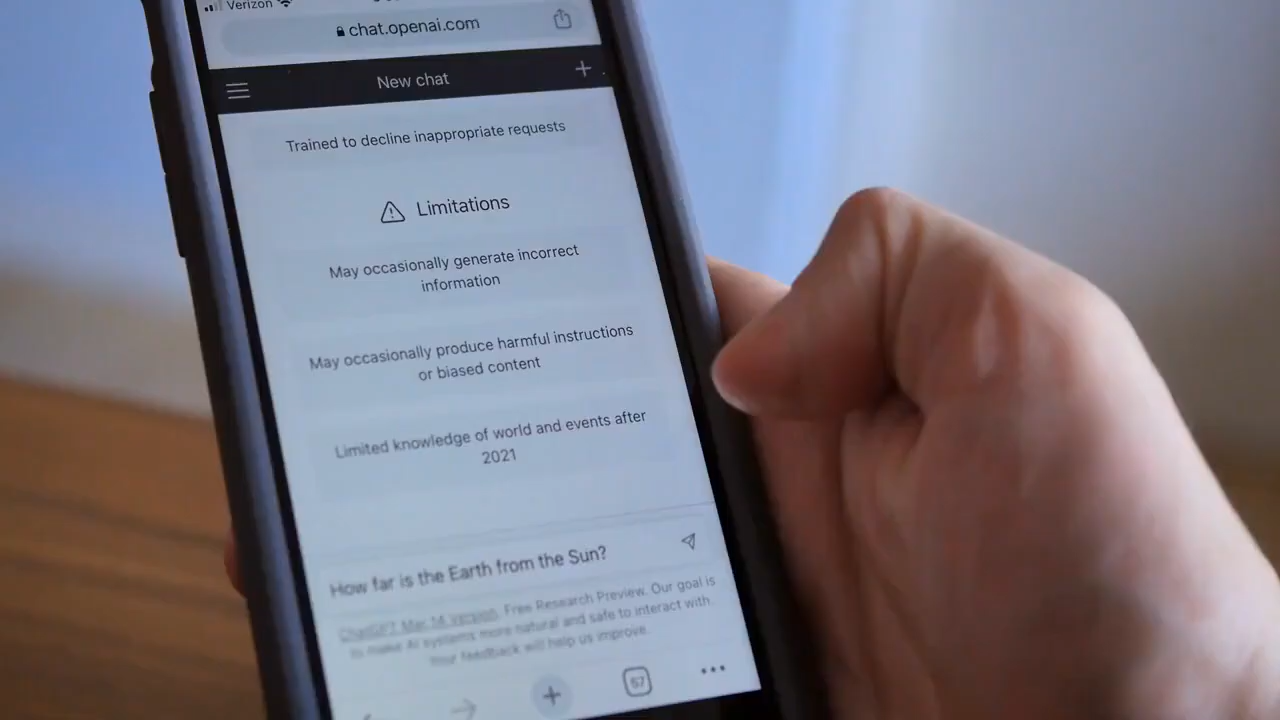 Verizon
chat.openai.com
New chat
Trained to decline inappropriate requests
Limitations
May occasionally generate incorrect
information
May occasionally produce harmful instructions
or biased content
Limited knowledge of world and events after
2021
How far is the Earth from the Sun?
ChatGPT Mar 14 Version. Free Research Preview. Our goal is
to make AI systems more natural and safe to interact with.
Your feedback will help us improve.
57